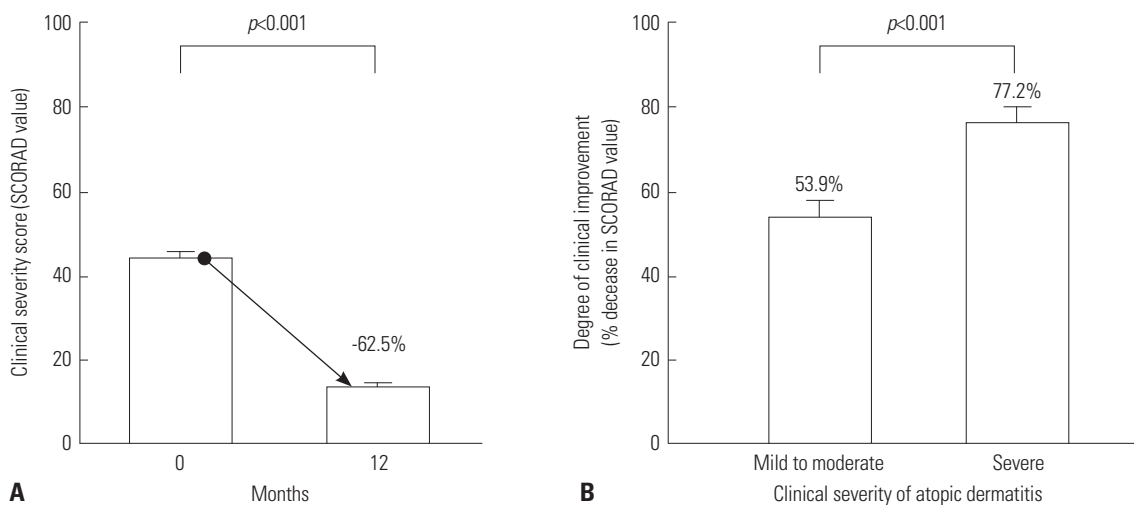 p<0.001
100
80
60
40
20
0
Clinical severity score (SCORAD value)
-62.5%
0
12
Months
A
p<0.001
100
80
60
40
20
0
Degree of clinical improvement
(% decease in SCORAD value)
53.9%
77.2%
Mild to moderate
Severe
Clinical severity of atopic dermatitis
B